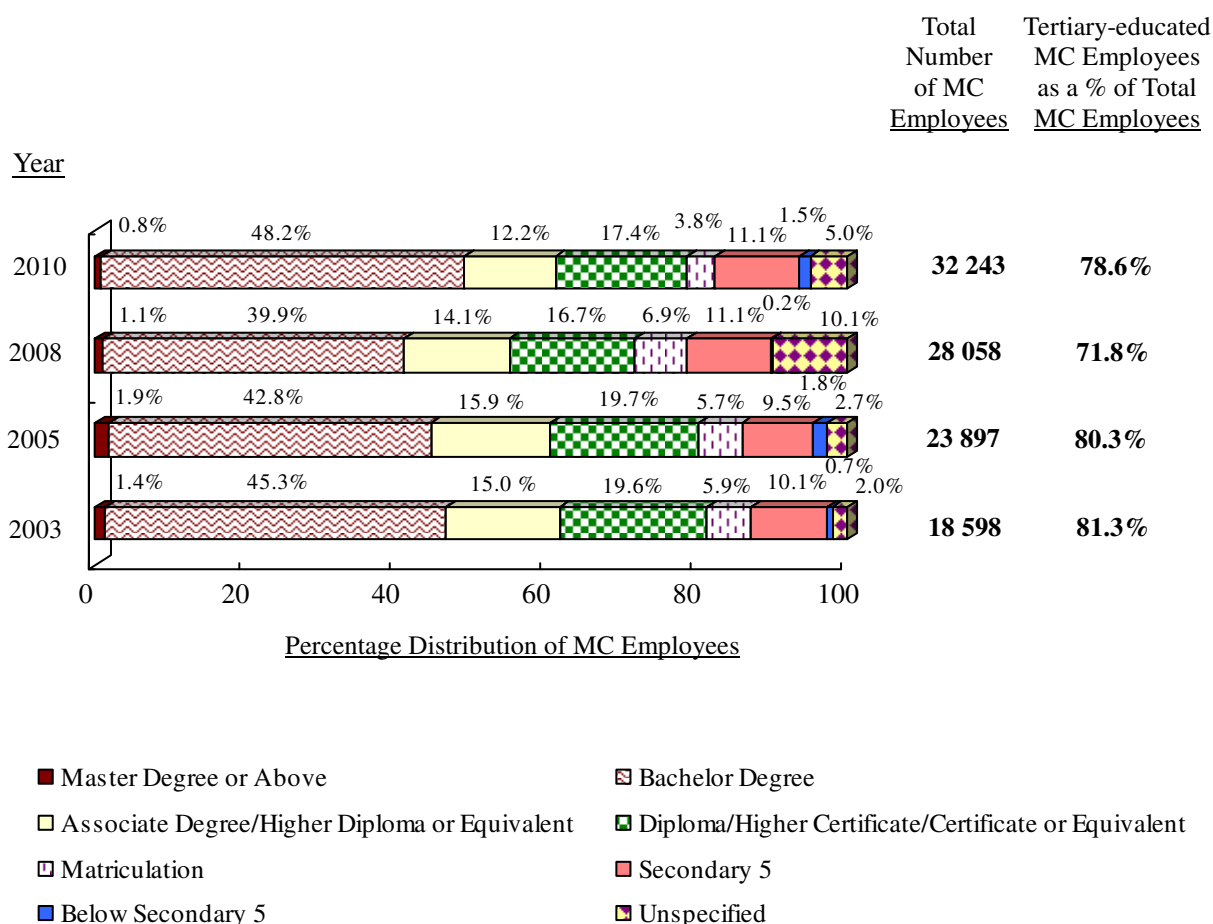 Total Tertiary-educated
Number MC Employees
of MC as a % of Total
Employees MC Employees
Year
0.8% 48.2% 12.2% 17.4% 3.8% 11.1% 1.5% 5.0%
2010 32 243 78.6%
1.1% 39.9% 14.1% 16.7% 6.9% 11.1% 0.2% 10.1%
2008 28 058 71.8%
1.9% 42.8% 15.9 % 19.7% 5.7% 9.5% 1.8% 2.7%
2005 23 897 80.3%
1.4% 45.3% 15.0 % 19.6% 5.9% 10.1% 0.7% 2.0%
2003 18 598 81.3%
0 20 40 60 80 100
Percentage Distribution of MC Employees
Master Degree or Above Bachelor Degree
Associate Degree/Higher Diploma or Equivalent Diploma/Higher Certificate/Certificate or Equivalent
Matriculation Secondary 5
Below Secondary 5 Unspecified